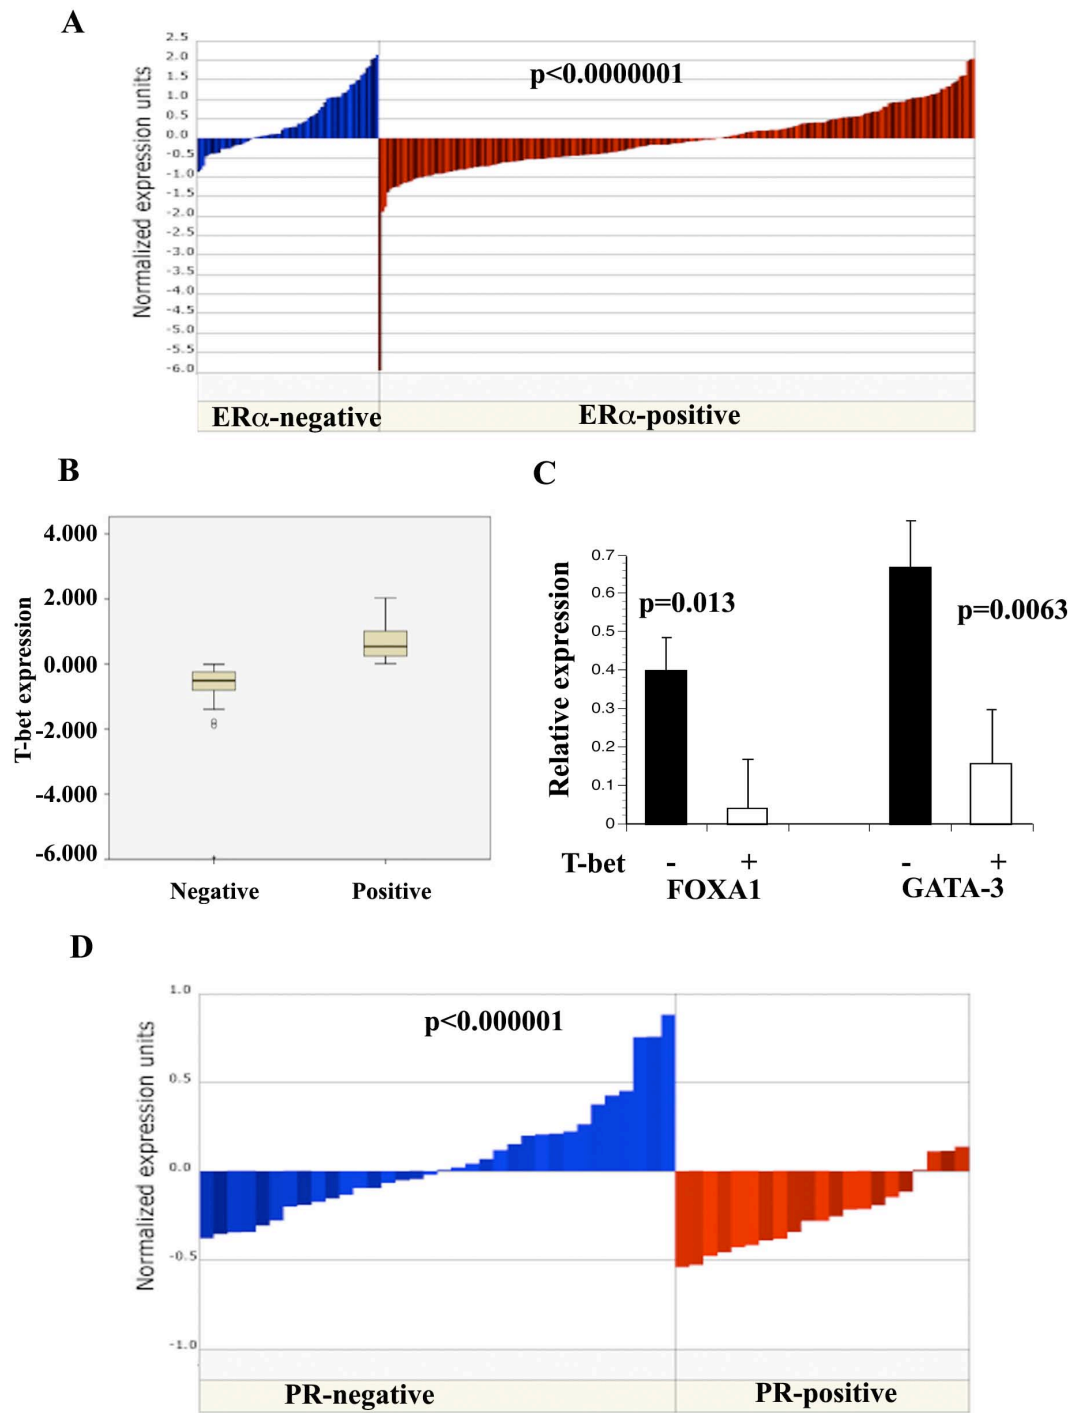 A
Normalized expression units
2.5
2.0
1.5
1.0
0.5
0.0
-0.5
-1.0
-1.5
-2.0
-2.5
-3.0
-3.5
-4.0
-4.5
-5.0
-5.5
-6.0
p<0.0000001
ERα-negative
ERα-positive
B
T-bet expression
4.000
2.000
0.000
-2.000
-4.000
-6.000
Negative
Positive
C
Relative expression
0.7
0.6
0.5
0.4
0.3
0.2
0.1
0
p=0.013
p=0.0063
T-bet - + - +
FOXA1 GATA-3
D
Normalized expression units
1.0
0.5
0.0
-0.5
-1.0
p<0.000001
PR-negative
PR-positive